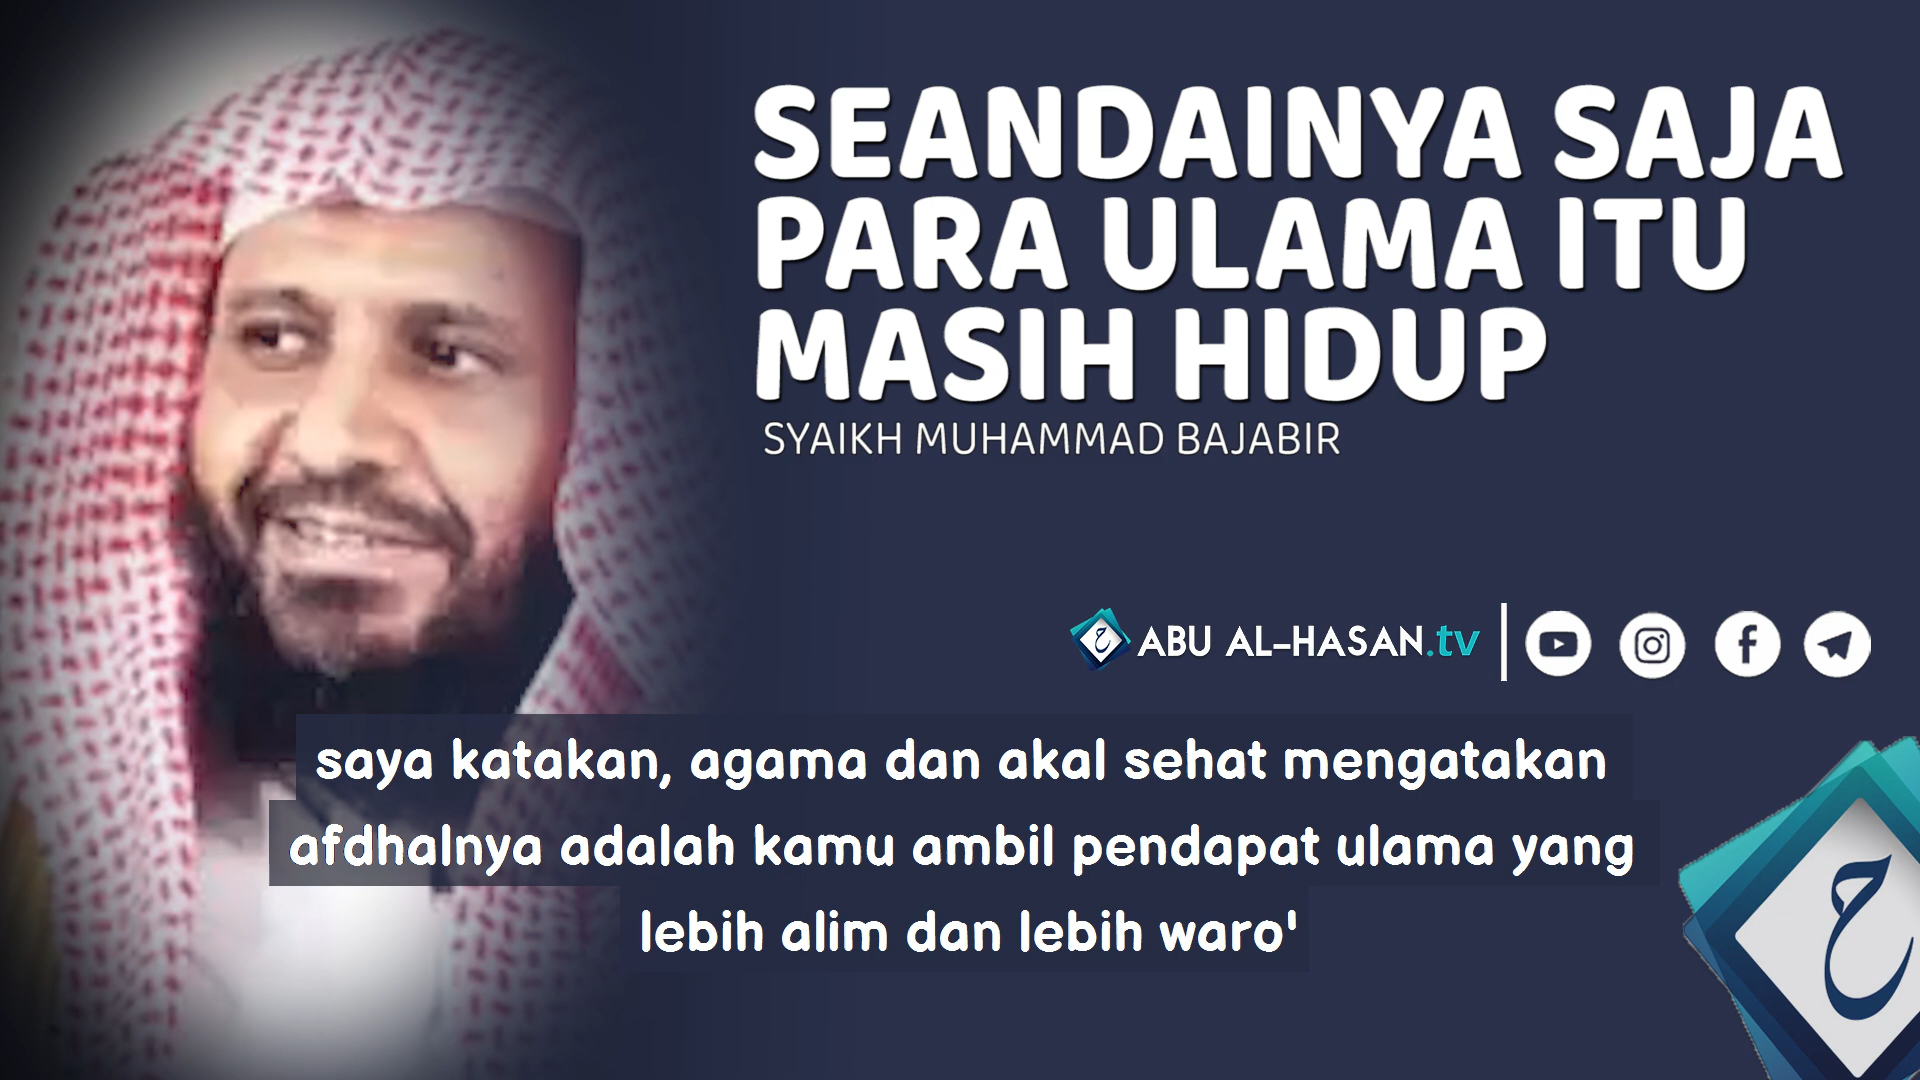 SEANDAINYA SAJA
PARA ULAMA ITU
MASIH HIDUP
SYAIKH MUHAMMAD BAJABIR
ح ABU AL-HASAN.tv
saya katakan, agama dan akal sehat mengatakan
afdhalnya adalah kamu ambil pendapat ulama yang
lebih alim dan lebih waro'
ح